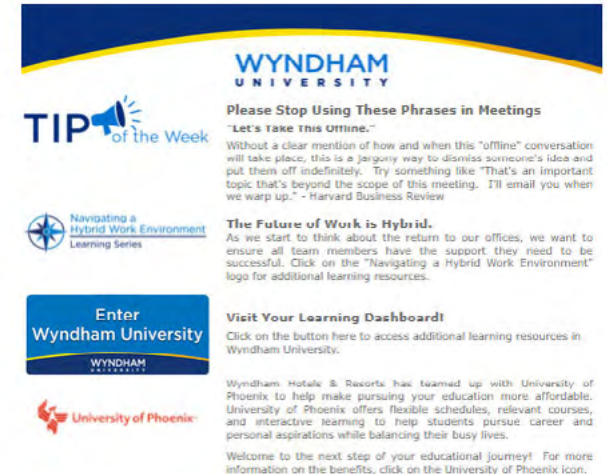 WYNDHAM
UNIVERSITY
TIP of the Week
Please Stop Using These Phrases in Meetings
"Let's Take This Offline."
Without a clear mention of how and when this "offline" conversation
will take place, this is a jargony way to dismiss someone's idea and
put them off indefinitely. Try something like "That's an important
topic that's beyond the scope of this meeting. I'll email you when
we warp up." - Harvard Business Review
Navigating a
Hybrid Work Environment
Learning Series
The Future of Work is Hybrid.
As we start to think about the return to our offices, we want to
ensure all team members have the support they need to be
successful. Click on the "Navigating a Hybrid Work Environment"
logo for additional learning resources.
Enter
Wyndham University
WYNDHAM
UNIVERSITY
Visit Your Learning Dashboard!
Click on the button here to access additional learning resources in
Wyndham University.
University of Phoenix
Wyndham Hotels & Resorts has teamed up with University of
Phoenix to help make pursuing your education more affordable.
University of Phoenix offers flexible schedules, relevant courses,
and interactive learning to help students pursue career and
personal aspirations while balancing their busy lives.
Welcome to the next step of your educational journey! For more
information on the benefits, click on the University of Phoenix icon.